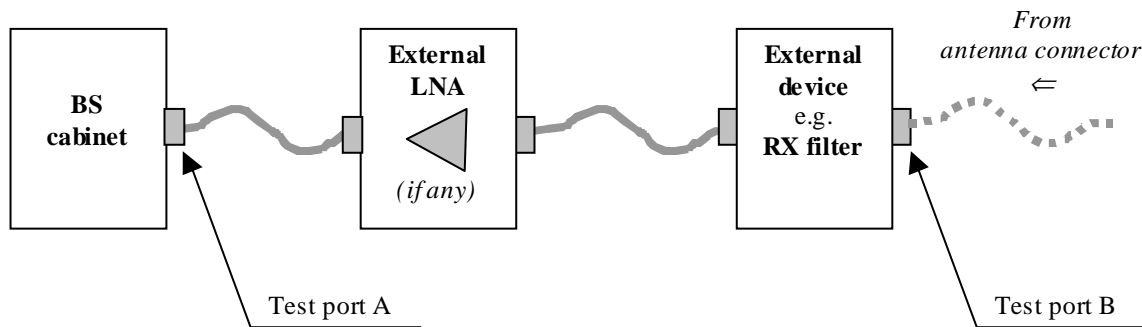 BS
cabinet
External
LNA
(if any)
External
device
e.g.
RX filter
From
antenna connector
⇐
Test port A
Test port B